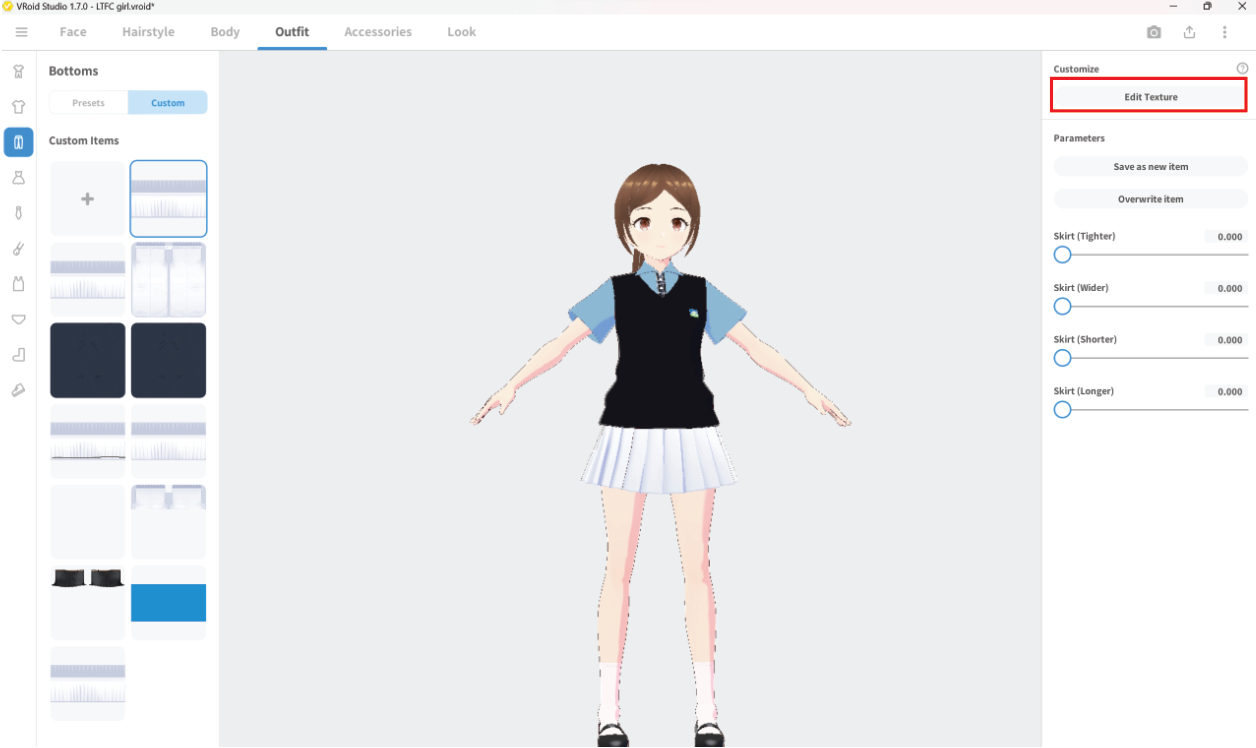 VRoid Studio 1.7.0 - LTFC girl.vroid*
Face Hairstyle Body Outfit Accessories Look
Bottoms
Presets Custom
Custom Items
Customize
Edit Texture
Parameters
Save as new item
Overwrite item
Skirt (Tighter) 0.000
Skirt (Wider) 0.000
Skirt (Shorter) 0.000
Skirt (Longer) 0.000